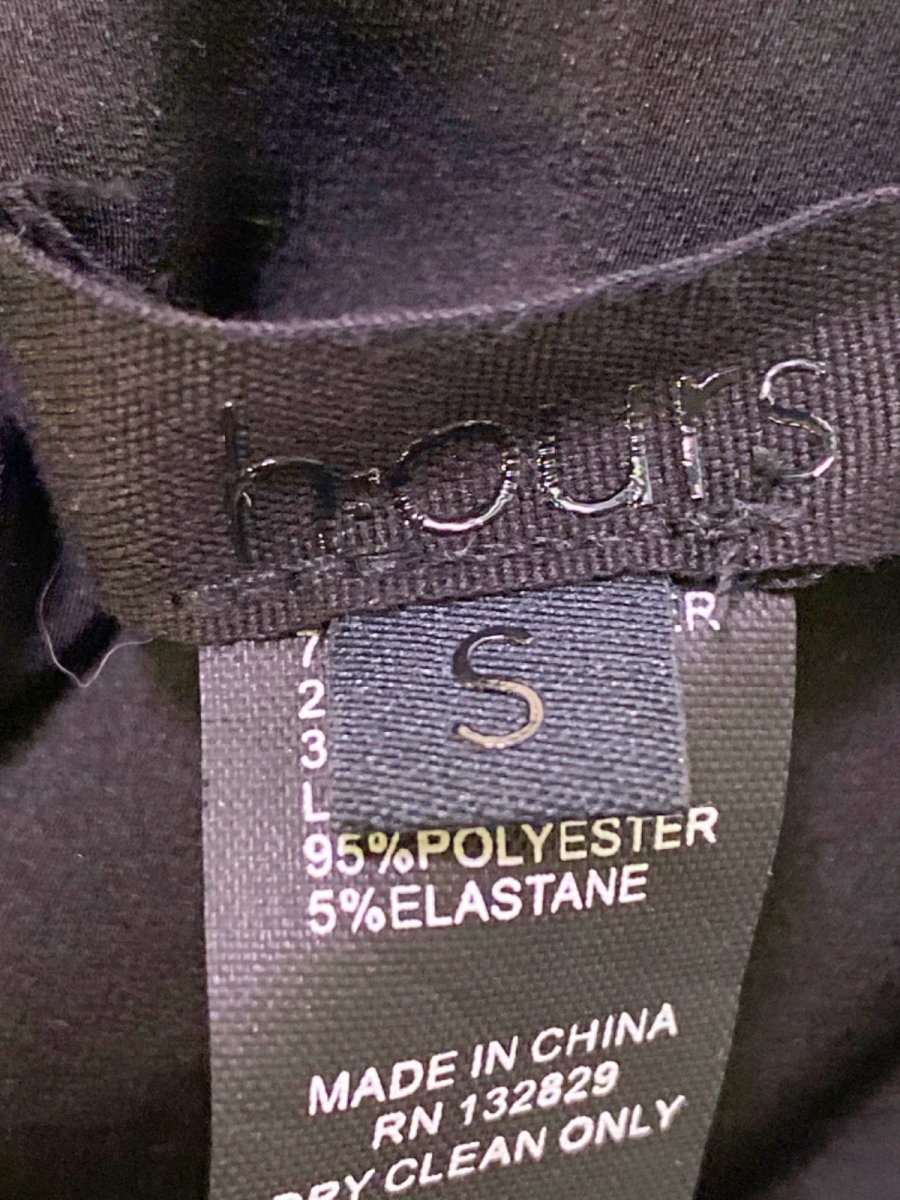 h:ours
S
7
.R
2
3
L
95%POLYESTER
5%ELASTANE
MADE IN CHINA
RN 132829
DRY CLEAN ONLY